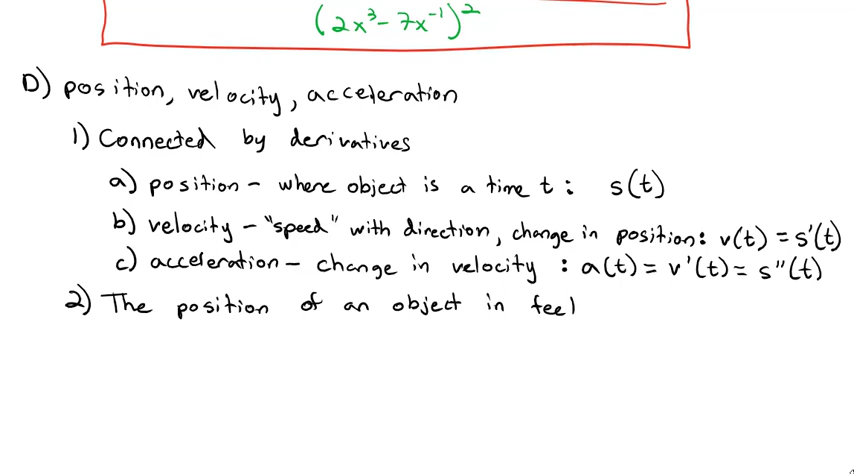 (2x³ - 7x⁻¹)²
D) position, velocity, acceleration
1) Connected by derivatives
a) position - where object is a time t : s(t)
b) velocity - "speed" with direction, change in position : v(t) = s'(t)
c) acceleration - change in velocity : a(t) = v'(t) = s''(t)
2) The position of an object in feel